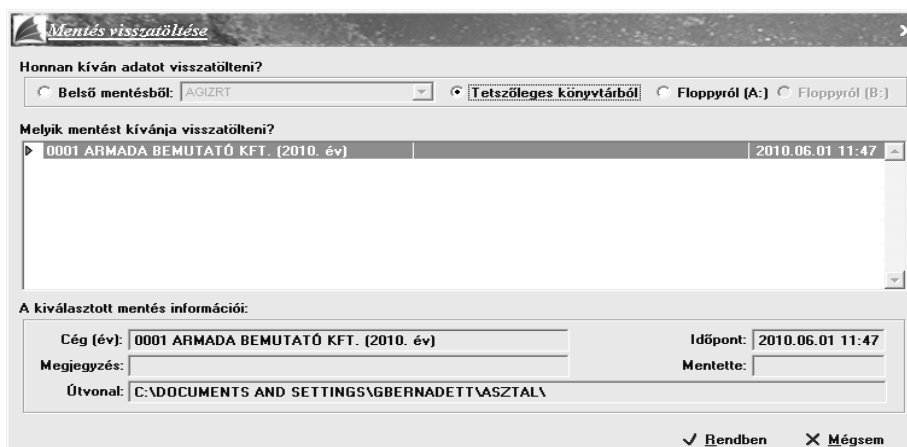 Mentés visszatöltése
Honnan kíván adatot visszatölteni?
Belső mentésből: AGIZRT Tetszőleges könyvtárból Floppyról (A:) Floppyról (B:)
Melyik mentést kívánja visszatölteni?
0001 ARMADA BEMUTATÓ KFT. (2010. év) 2010.06.01 11:47
A kiválasztott mentés információi:
Cég (év): 0001 ARMADA BEMUTATÓ KFT. (2010. év) Időpont: 2010.06.01 11:47
Megjegyzés: Mentette:
Útvonal: C:\DOCUMENTS AND SETTINGS\GBERNADETT\ASZTAL\
Rendben Mégsem